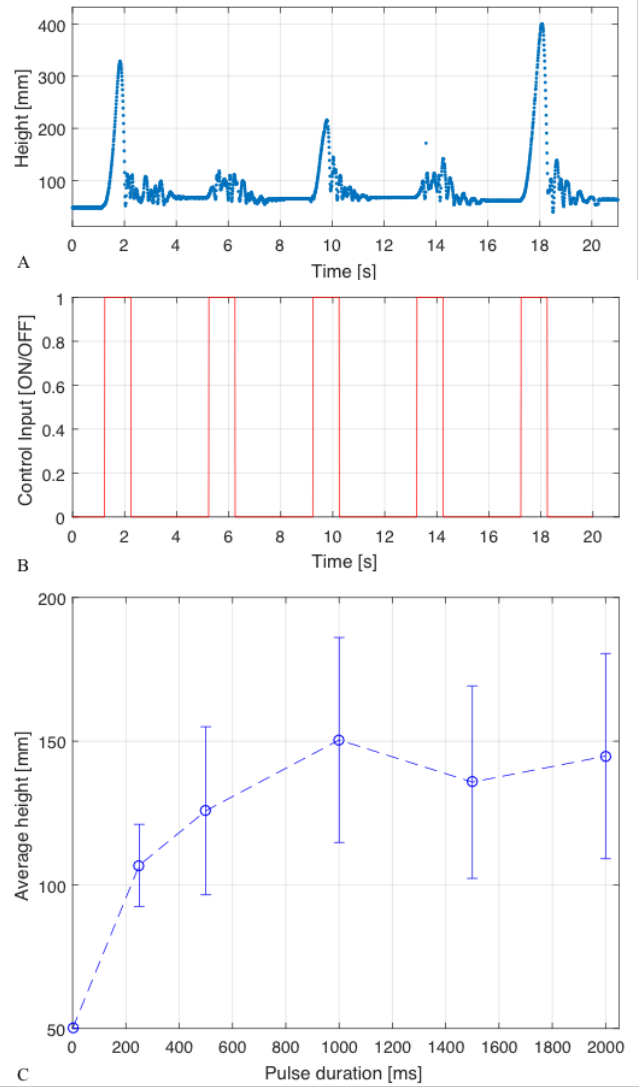 400
300
200
100
Height [mm]
0 2 4 6 8 10 12 14 16 18 20
A
Time [s]
1
0.8
0.6
0.4
0.2
0
Control Input [ON/OFF]
0 2 4 6 8 10 12 14 16 18 20
Time [s]
B
200
150
100
50
Average height [mm]
0 200 400 600 800 1000 1200 1400 1600 1800 2000
C
Pulse duration [ms]